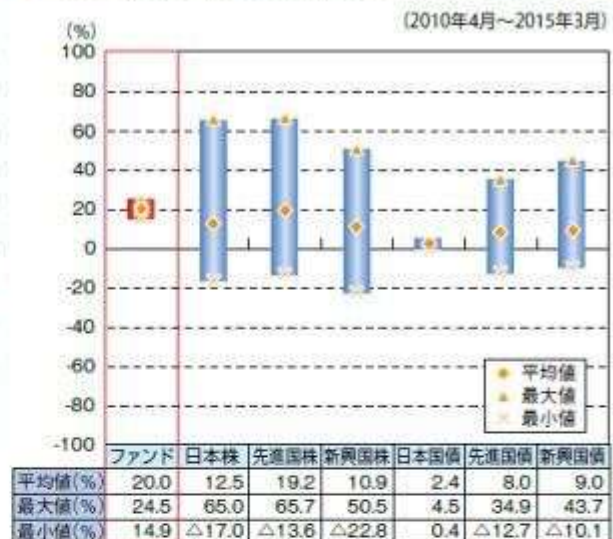 (2010年4月～2015年3月)
(%)
100
80
60
40
20
0
-20
-40
-60
-80
-100
平均値
最大値
最小値
ファンド 日本株 先進国株 新興国株 日本国債 先進国債 新興国債
平均値(%) 20.0 12.5 19.2 10.9 2.4 8.0 9.0
最大値(%) 24.5 65.0 65.7 50.5 4.5 34.9 43.7
最小値(%) 14.9 △17.0 △13.6 △22.8 0.4 △12.7 △10.1